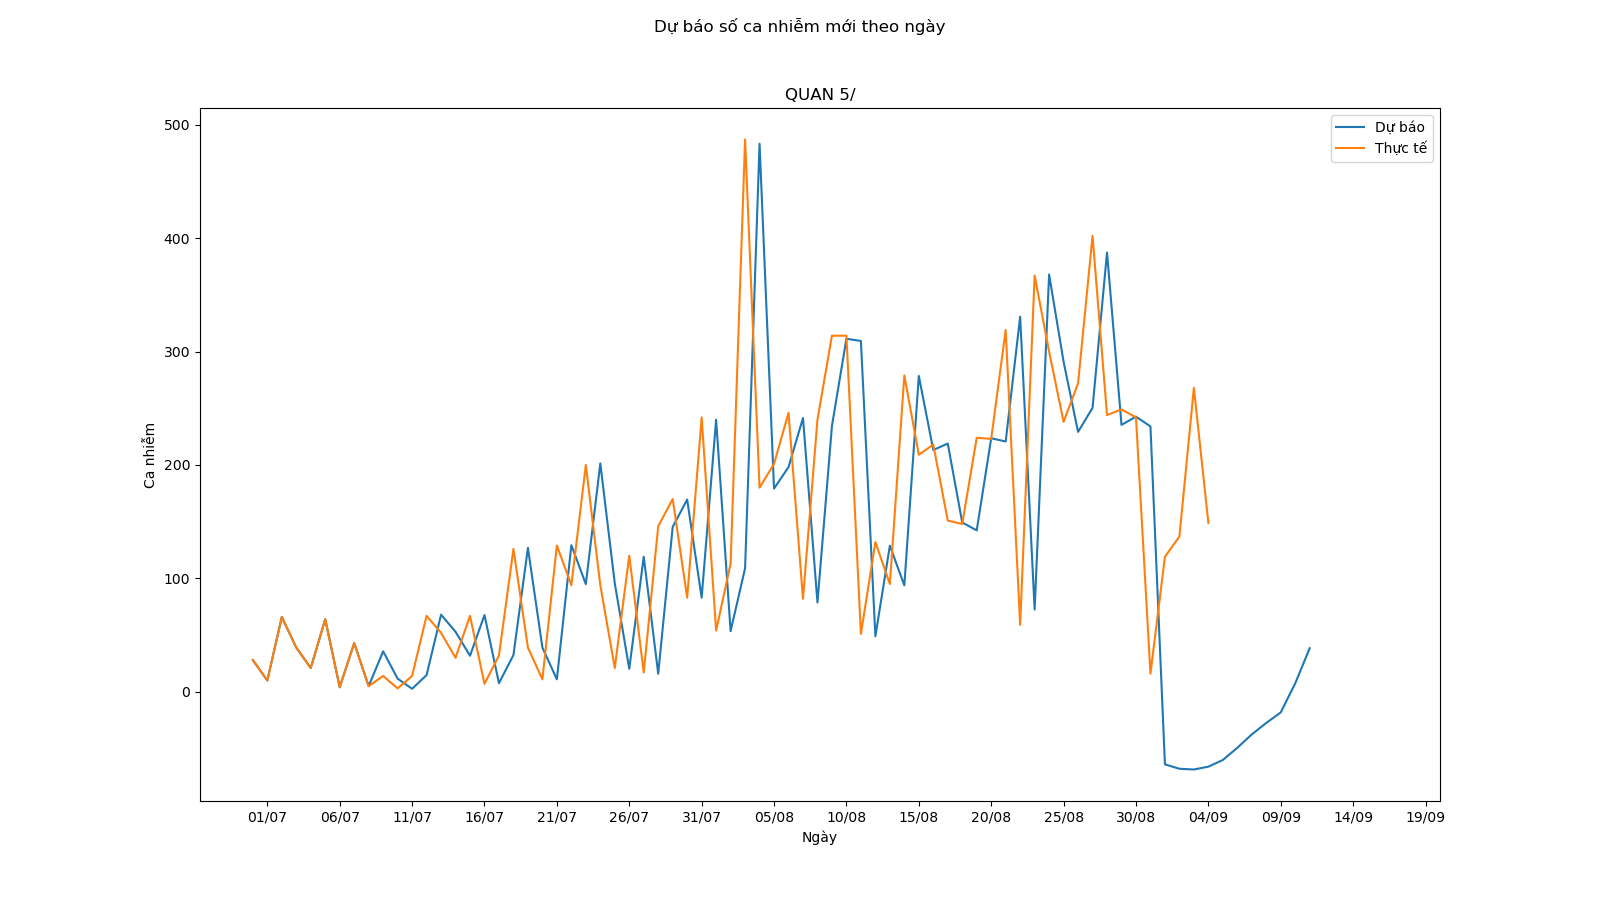 Dự báo số ca nhiễm mới theo ngày
QUAN 5/
Dự báo
Thực tế
500
400
300
200
100
0
Ca nhiễm
01/07 06/07 11/07 16/07 21/07 26/07 31/07 05/08 10/08 15/08 20/08 25/08 30/08 04/09 09/09 14/09 19/09
Ngày